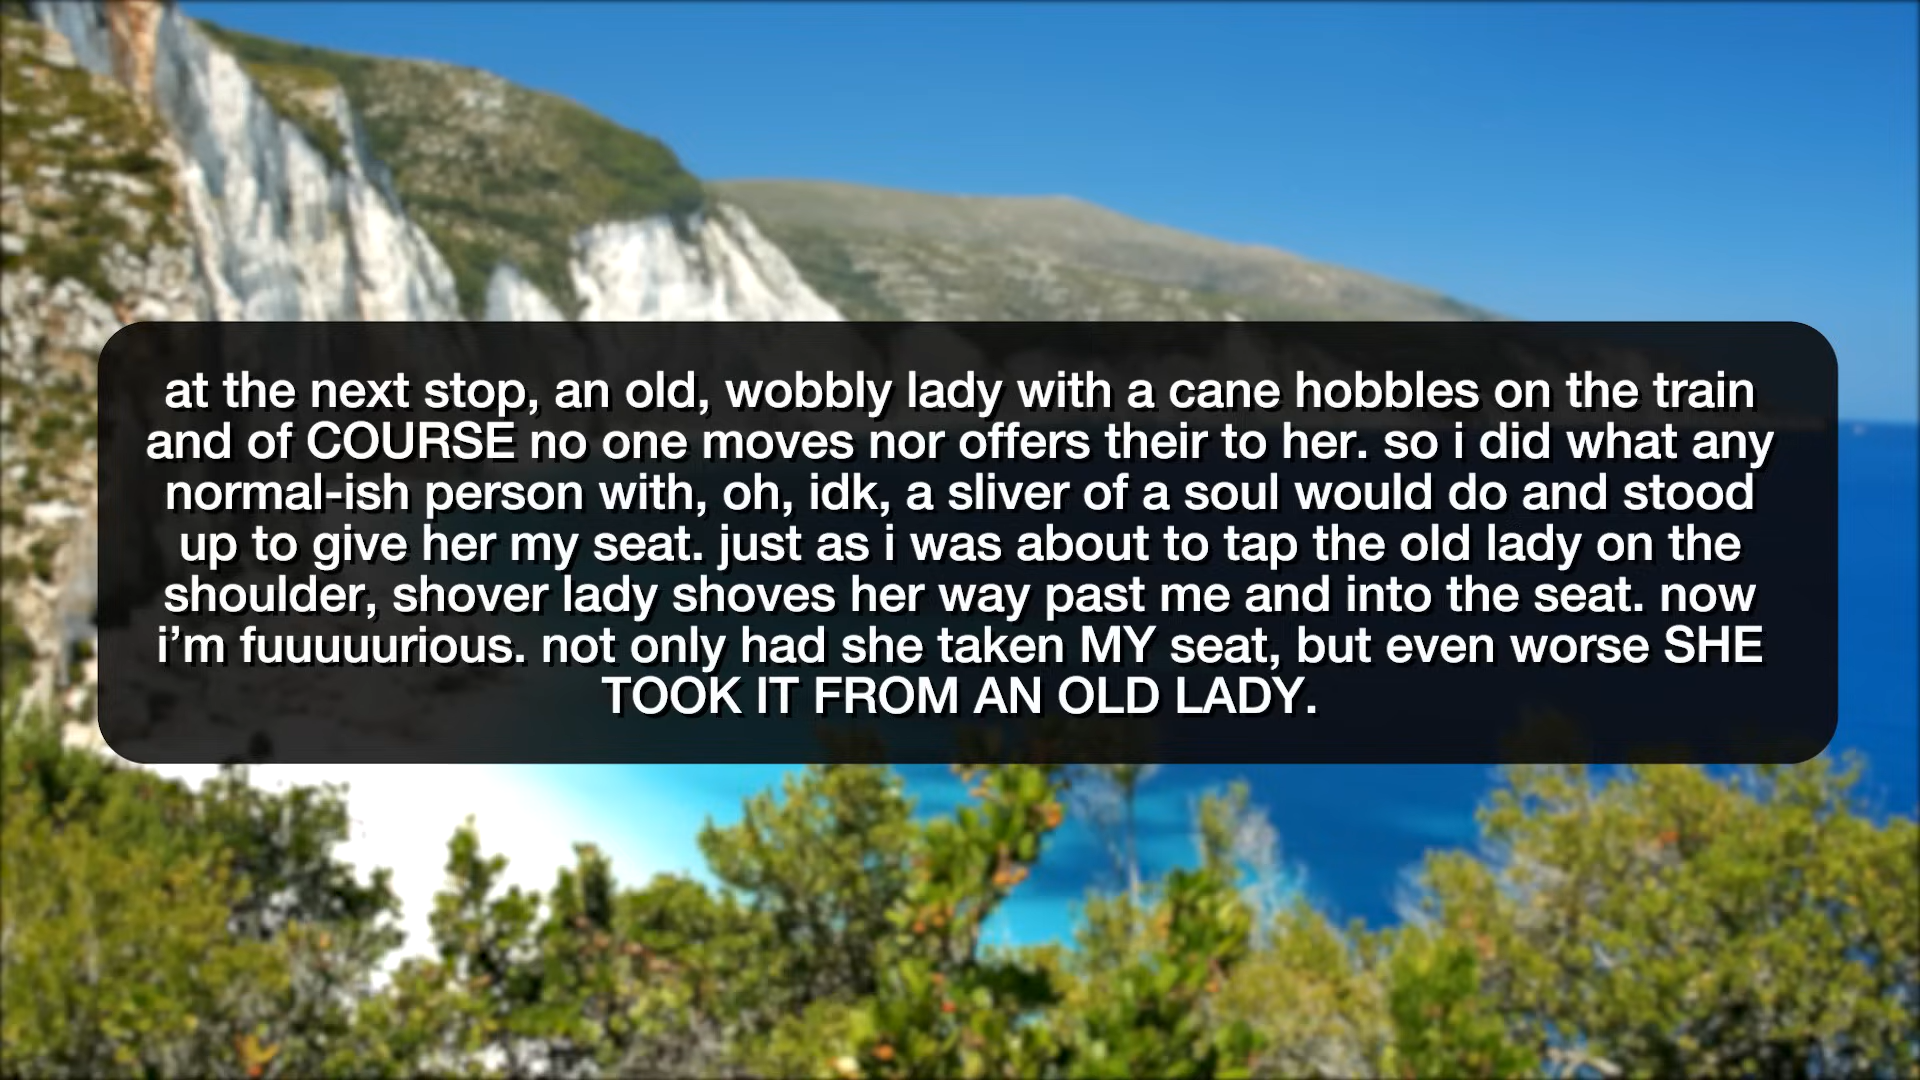 at the next stop, an old, wobbly lady with a cane hobbles on the train
and of COURSE no one moves nor offers their to her. so i did what any
normal-ish person with, oh, idk, a sliver of a soul would do and stood
up to give her my seat. just as i was about to tap the old lady on the
shoulder, shover lady shoves her way past me and into the seat. now
i’m fuuuuurious. not only had she taken MY seat, but even worse SHE
TOOK IT FROM AN OLD LADY.